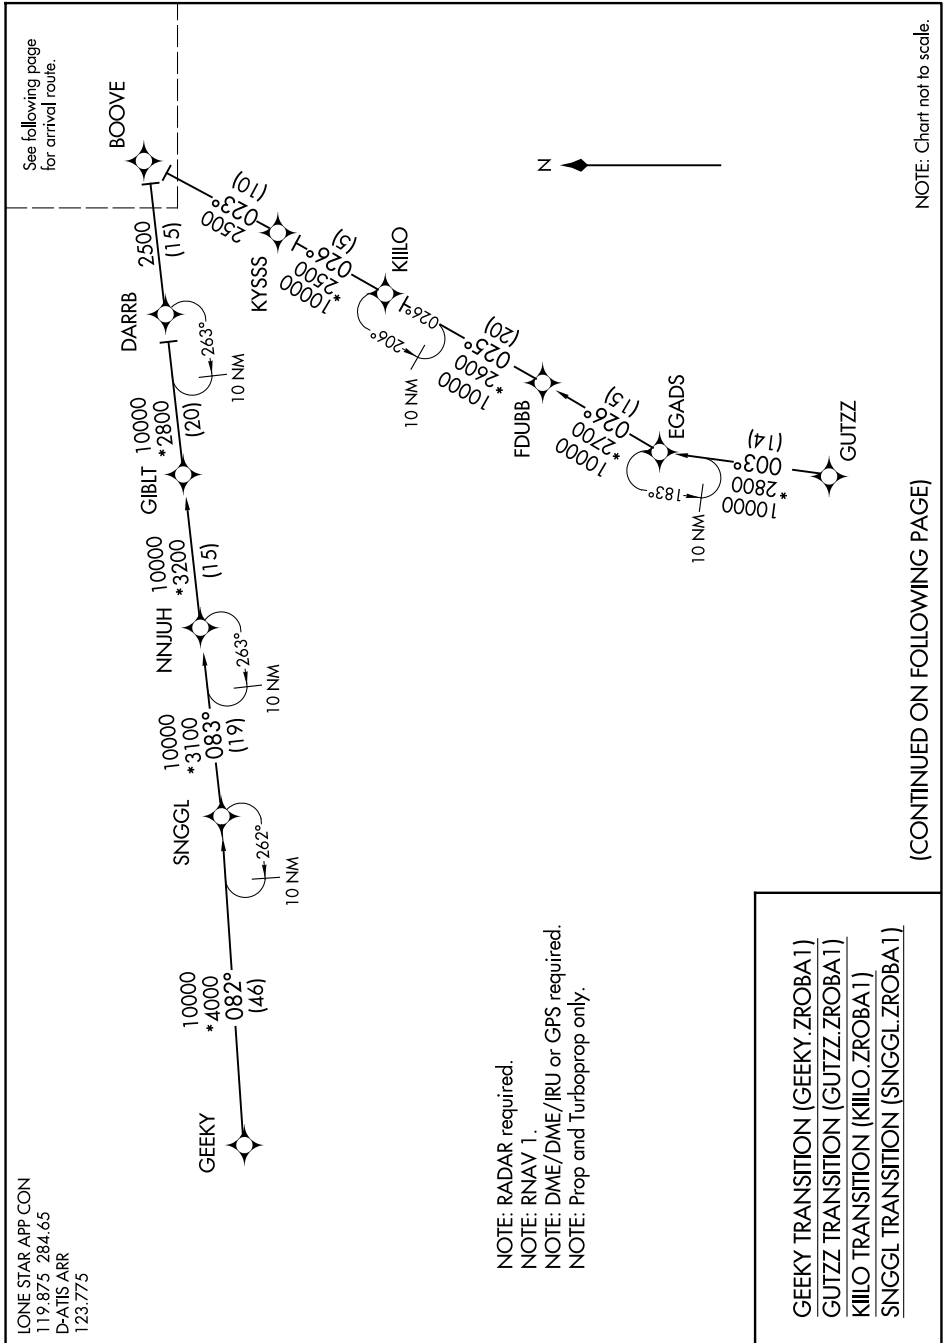 LONE STAR APP CON
119.875 284.65
D-ATIS ARR
123.775
See following page
for arrival route.
BOOVE
2500
(15)
DARRB
263°
10 NM
10000
*2800
(20)
GIBLT
10000
*3200
(15)
NNJUH
263°
10 NM
10000
*3100
083°
(19)
SNGGL
262°
10 NM
10000
*4000
082°
(46)
GEEKY
2500
023°
(10)
KYSSS
10000
*2500
026°
(5)
KIILO
206°
026°
10 NM
10000
*2600
025°
(20)
FDUBB
10000
*2700
026°
(15)
EGADS
183°
10 NM
10000
*2800
003°
(14)
GUTZZ
N
NOTE: RADAR required.
NOTE: RNAV 1.
NOTE: DME/DME/IRU or GPS required.
NOTE: Prop and Turboprop only.
NOTE: Chart not to scale.
(CONTINUED ON FOLLOWING PAGE)
GEEKY TRANSITION (GEEKY.ZROBA1)
GUTZZ TRANSITION (GUTZZ.ZROBA1)
KIILO TRANSITION (KIILO.ZROBA1)
SNGGL TRANSITION (SNGGL.ZROBA1)